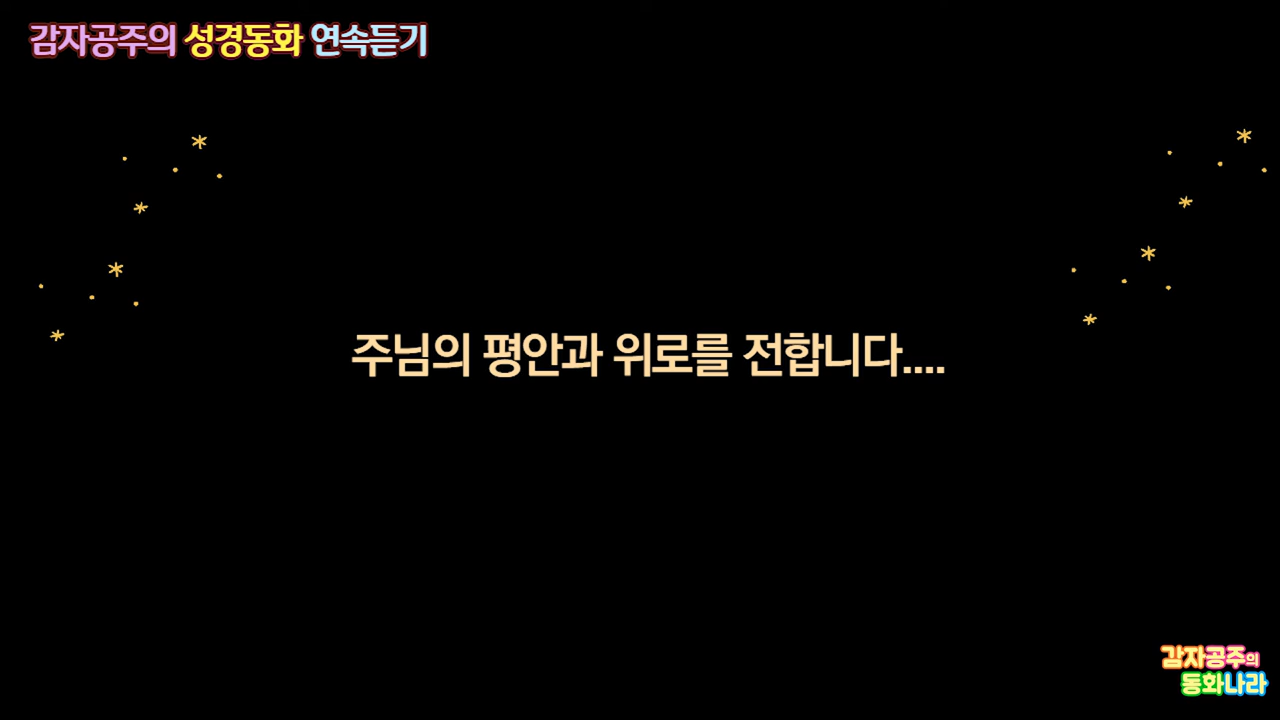 감자공주의 성경동화 연속듣기
주님의 평안과 위로를 전합니다....
감자공주의
동화나라